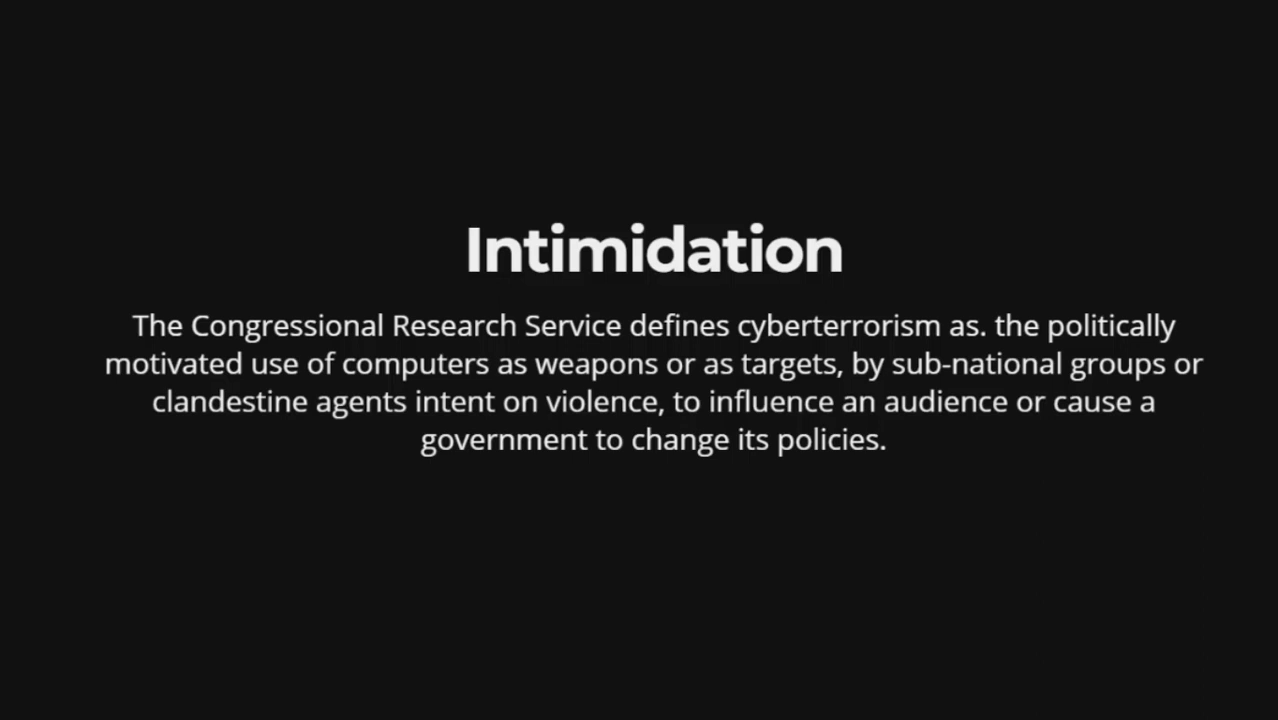 Intimidation
The Congressional Research Service defines cyberterrorism as. the politically
motivated use of computers as weapons or as targets, by sub-national groups or
clandestine agents intent on violence, to influence an audience or cause a
government to change its policies.